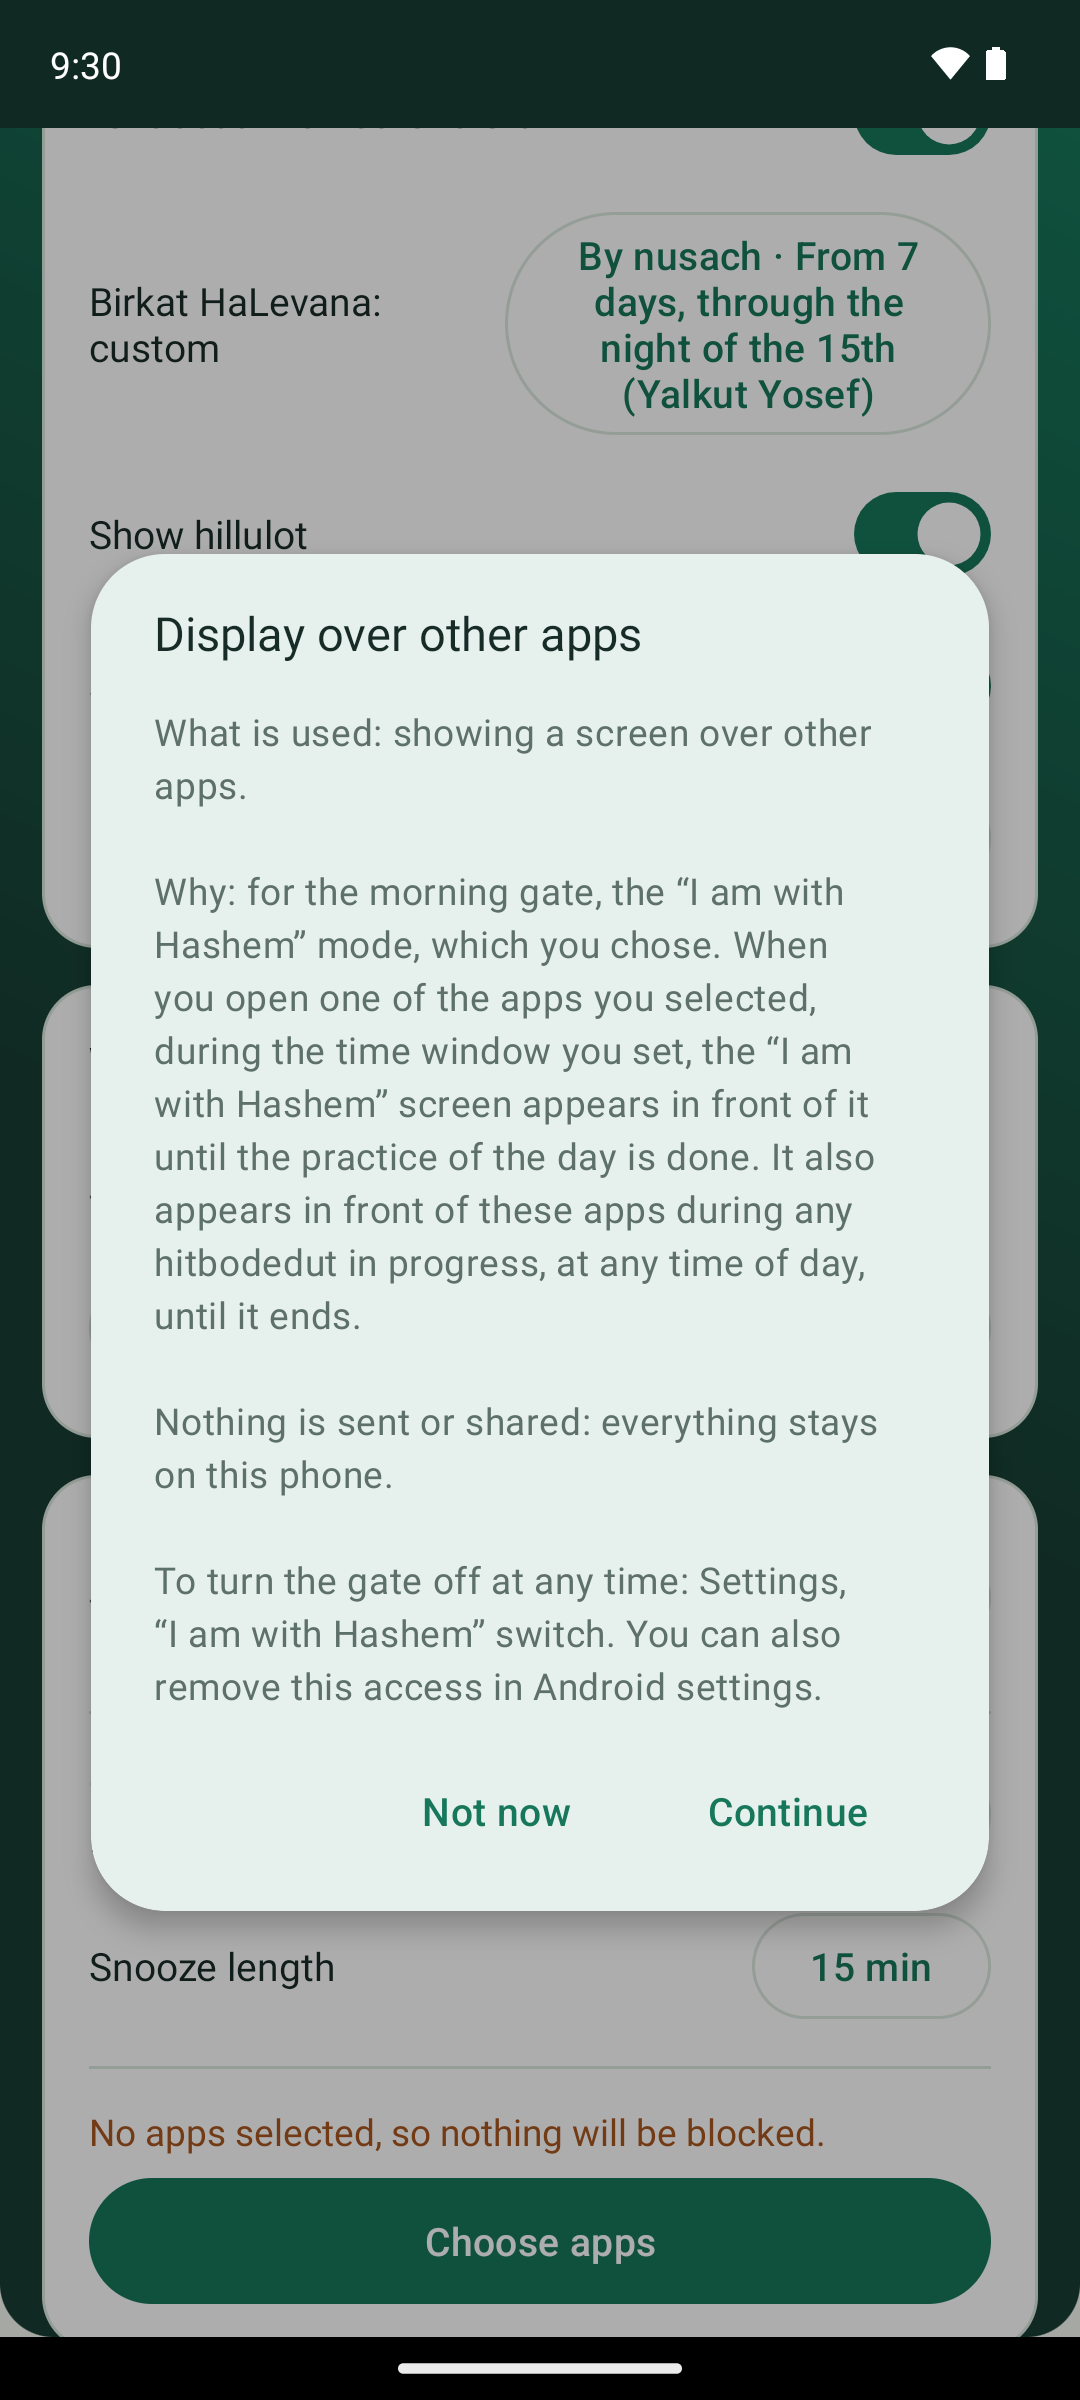 9:30
Birkat HaLevana:
custom
By nusach · From 7
days, through the
night of the 15th
(Yalkut Yosef)
Show hillulot
Display over other apps
What is used: showing a screen over other
apps.
Why: for the morning gate, the “I am with
Hashem” mode, which you chose. When
you open one of the apps you selected,
during the time window you set, the “I am
with Hashem” screen appears in front of it
until the practice of the day is done. It also
appears in front of these apps during any
hitbodedut in progress, at any time of day,
until it ends.
Nothing is sent or shared: everything stays
on this phone.
To turn the gate off at any time: Settings,
“I am with Hashem” switch. You can also
remove this access in Android settings.
Not now
Continue
Snooze length
15 min
No apps selected, so nothing will be blocked.
Choose apps